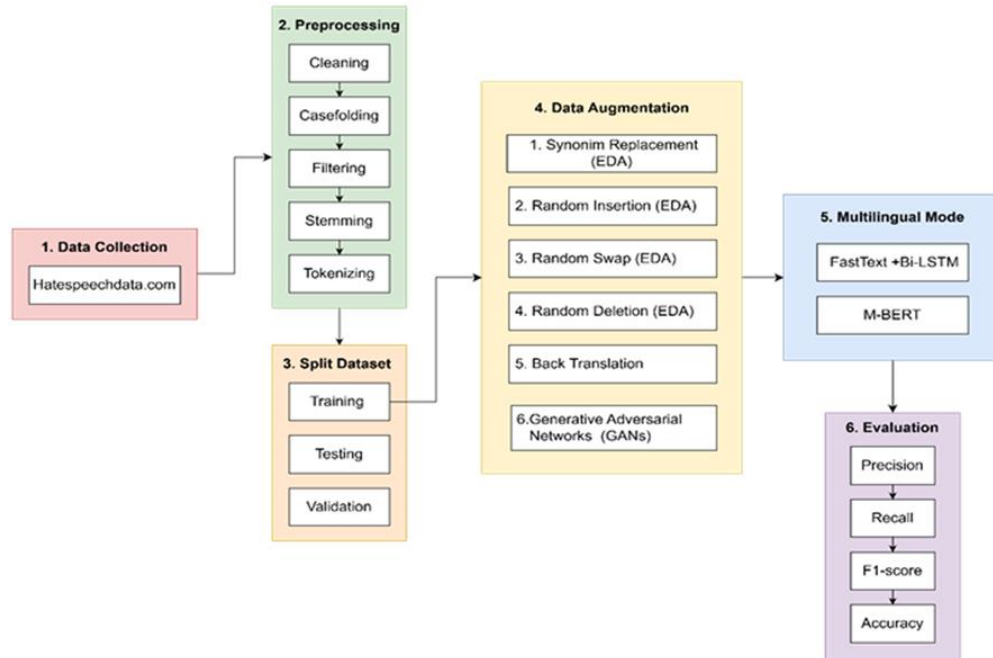 1. Data Collection
Hatespeechdata.com
2. Preprocessing
Cleaning
Casefolding
Filtering
Stemming
Tokenizing
3. Split Dataset
Training
Testing
Validation
4. Data Augmentation
1. Synonim Replacement
(EDA)
2. Random Insertion (EDA)
3. Random Swap (EDA)
4. Random Deletion (EDA)
5. Back Translation
6.Generative Adversarial
Networks (GANs)
5. Multilingual Mode
FastText +Bi-LSTM
M-BERT
6. Evaluation
Precision
Recall
F1-score
Accuracy